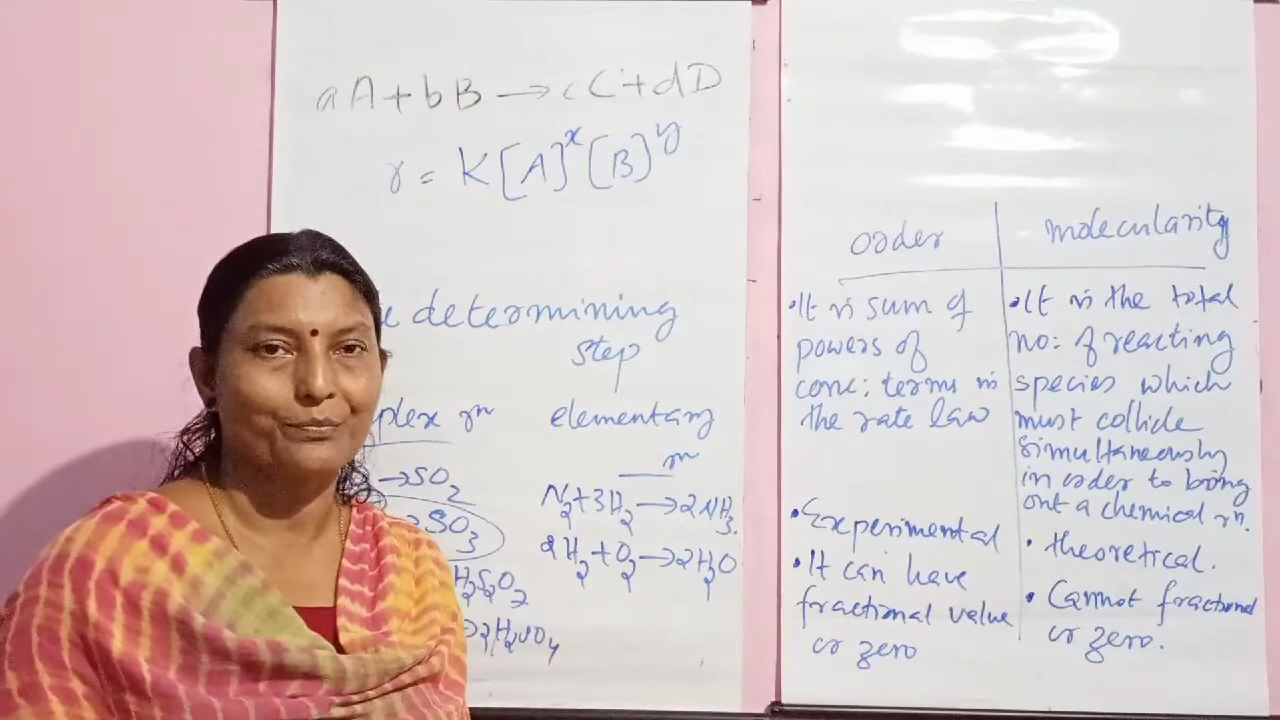 aA + bB → cC + dD
r = K[A]^x [B]^y
determining
step
elementary
rn
→ SO2
SO3
H2S2O7
2H2SO4
N2 + 3H2 → 2NH3.
2H2 + O2 → 2H2O
order
• It is sum of
powers of
conc: terms in
the rate law
• Experimental
• It can have
fractional value
or zero
molecularity
• It is the total
no: of reacting
species which
must collide
simultaneously
in order to bring
out a chemical rn.
• theoretical.
• Cannot fractional
or zero.